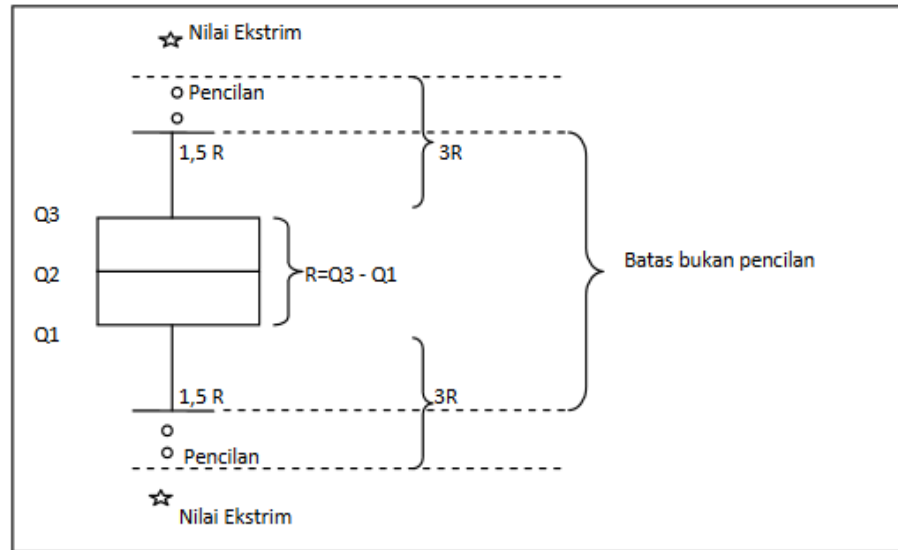 Nilai Ekstrim
Pencilan
1,5 R
3R
Q3
Q2
R=Q3 - Q1
Batas bukan pencilan
Q1
1,5 R
3R
Pencilan
Nilai Ekstrim